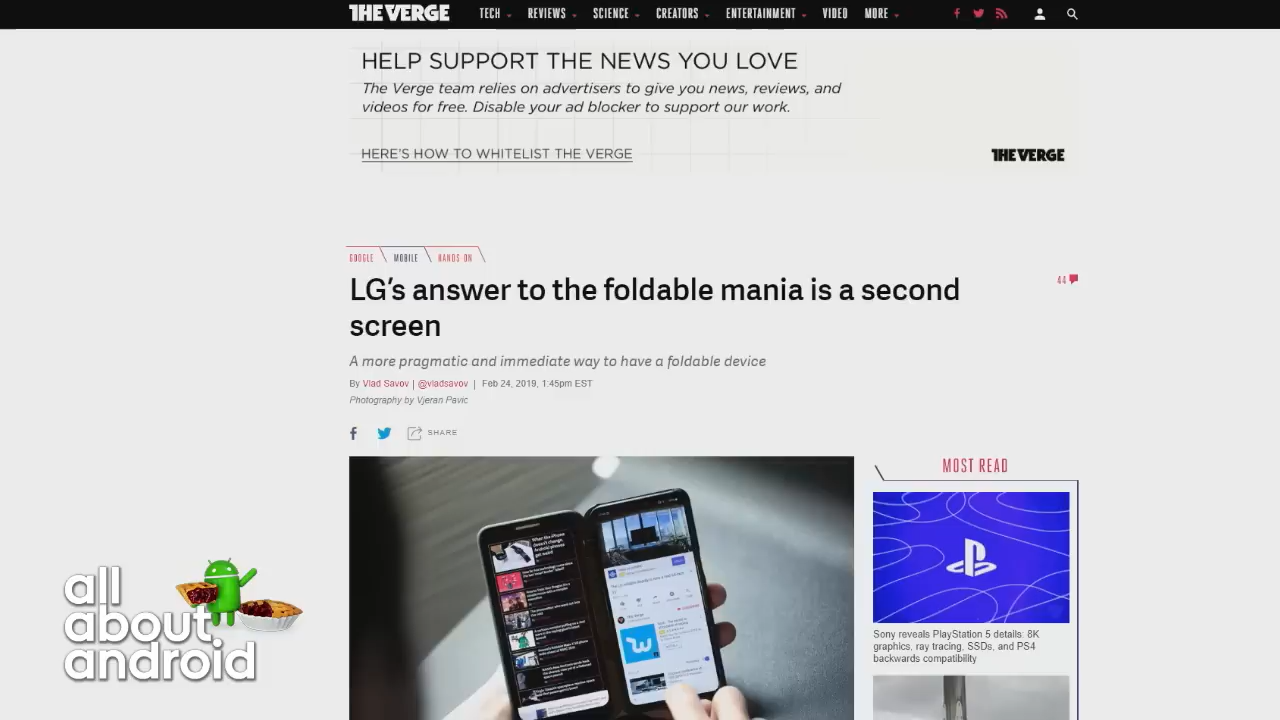 THE VERGE
TECH REVIEWS SCIENCE CREATORS ENTERTAINMENT VIDEO MORE
HELP SUPPORT THE NEWS YOU LOVE
The Verge team relies on advertisers to give you news, reviews, and
videos for free. Disable your ad blocker to support our work.
HERE'S HOW TO WHITELIST THE VERGE
THE VERGE
GOOGLE MOBILE HANDS ON
LG's answer to the foldable mania is a second
screen
44
A more pragmatic and immediate way to have a foldable device
By Vlad Savov | @vladsavov | Feb 24, 2019, 1:45pm EST
Photography by Vjeran Pavic
SHARE
MOST READ
Sony reveals PlayStation 5 details: 8K
graphics, ray tracing, SSDs, and PS4
backwards compatibility
all
about
android